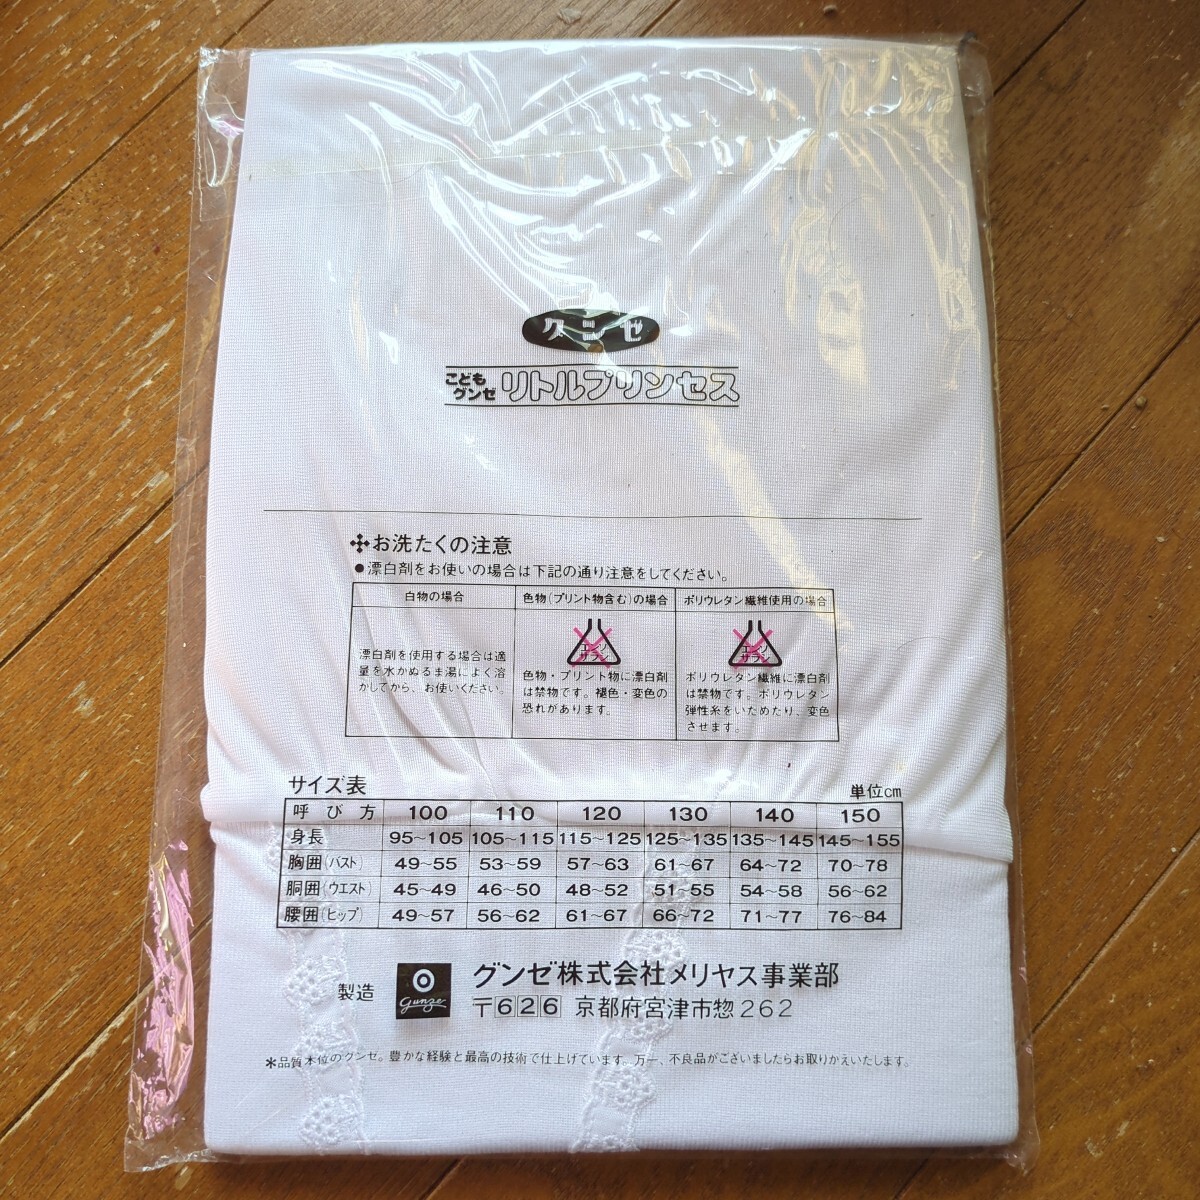 グンゼ
こども
グンゼ リトルプリンセス
お洗たくの注意
●漂白剤をお使いの場合は下記の通り注意をしてください。
白物の場合
漂白剤を使用する場合は適
量を水かぬるま湯によく溶
かしてから、お使いください。
色物(プリント物含む)の場合
エンソ
サラシ
色物・プリント物に漂白剤
は禁物です。褪色・変色の
恐れがあります。
ポリウレタン繊維使用の場合
エンソ
サラシ
ポリウレタン繊維に漂白剤
は禁物です。ポリウレタン
弾性糸をいためたり、変色
させます。
サイズ表 単位cm
呼び方 100 110 120 130 140 150
身長 95〜105 105〜115 115〜125 125〜135 135〜145 145〜155
胸囲(バスト) 49〜55 53〜59 57〜63 61〜67 64〜72 70〜78
胴囲(ウエスト) 45〜49 46〜50 48〜52 51〜55 54〜58 56〜62
腰囲(ヒップ) 49〜57 56〜62 61〜67 66〜72 71〜77 76〜84
製造 gunze グンゼ株式会社メリヤス事業部
〒626 京都府宮津市惣262
＊品質本位のグンゼ。豊かな経験と最高の技術で仕上げています。万一、不良品がございましたらお取りかえいたします。